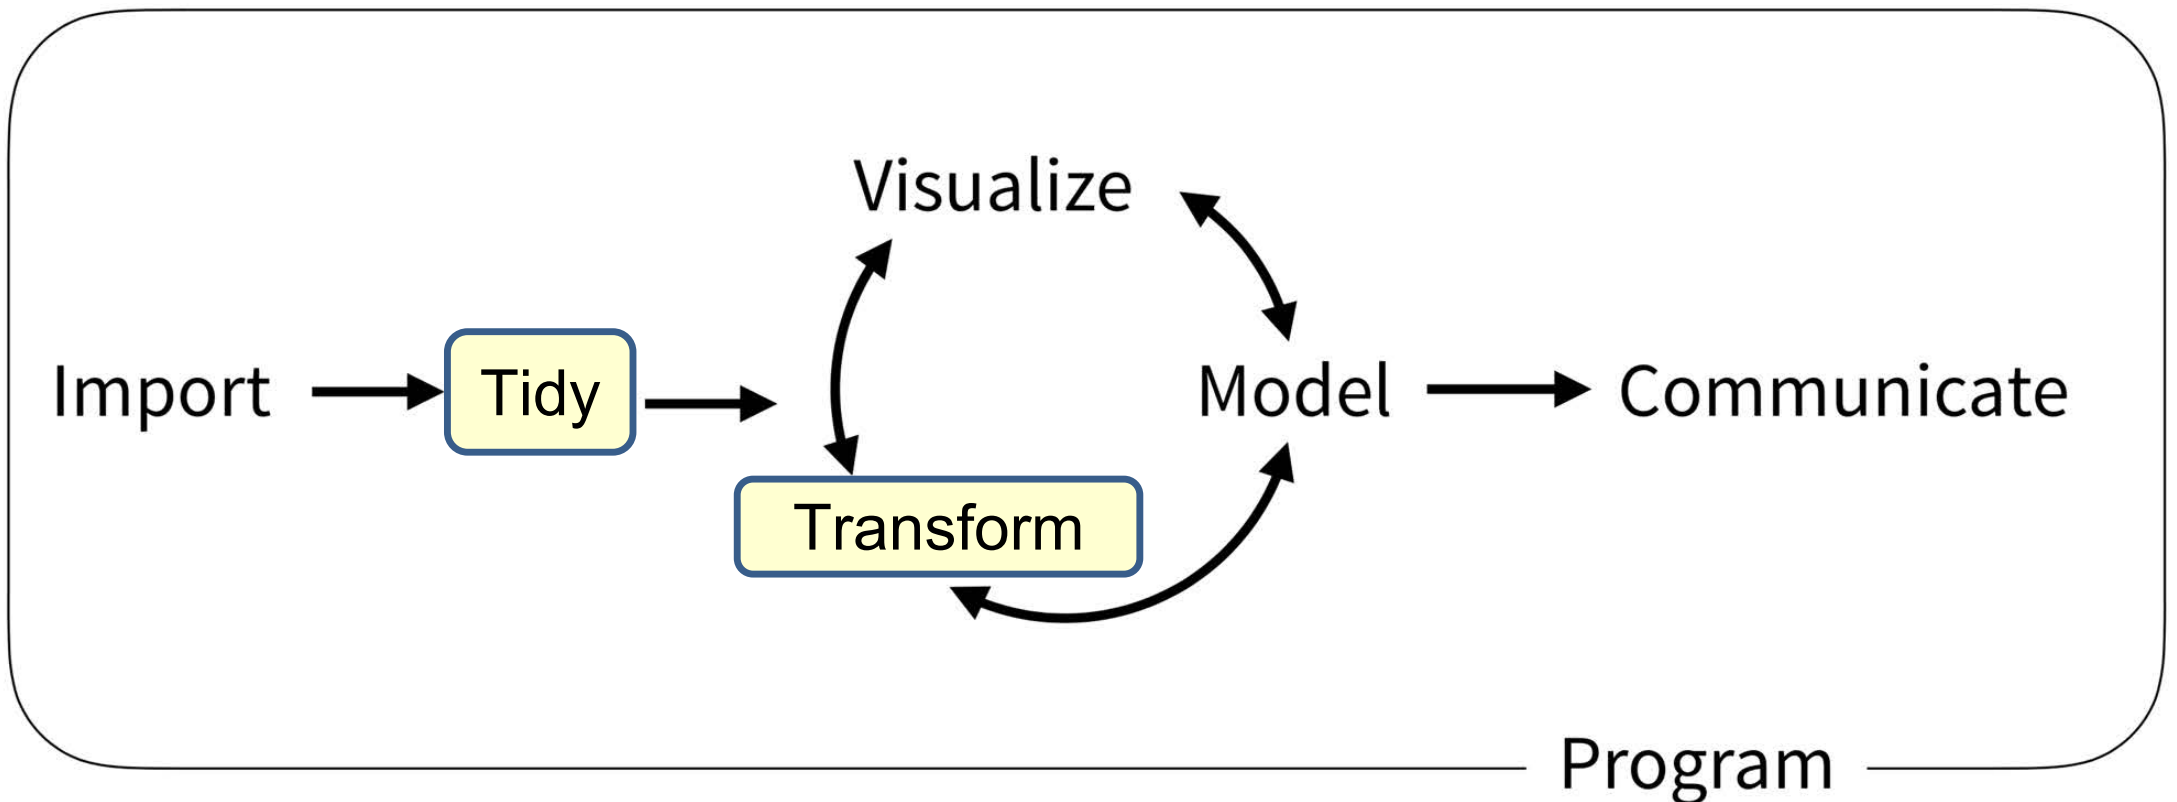 Visualize
Import
Tidy
Model
Communicate
Transform
Program